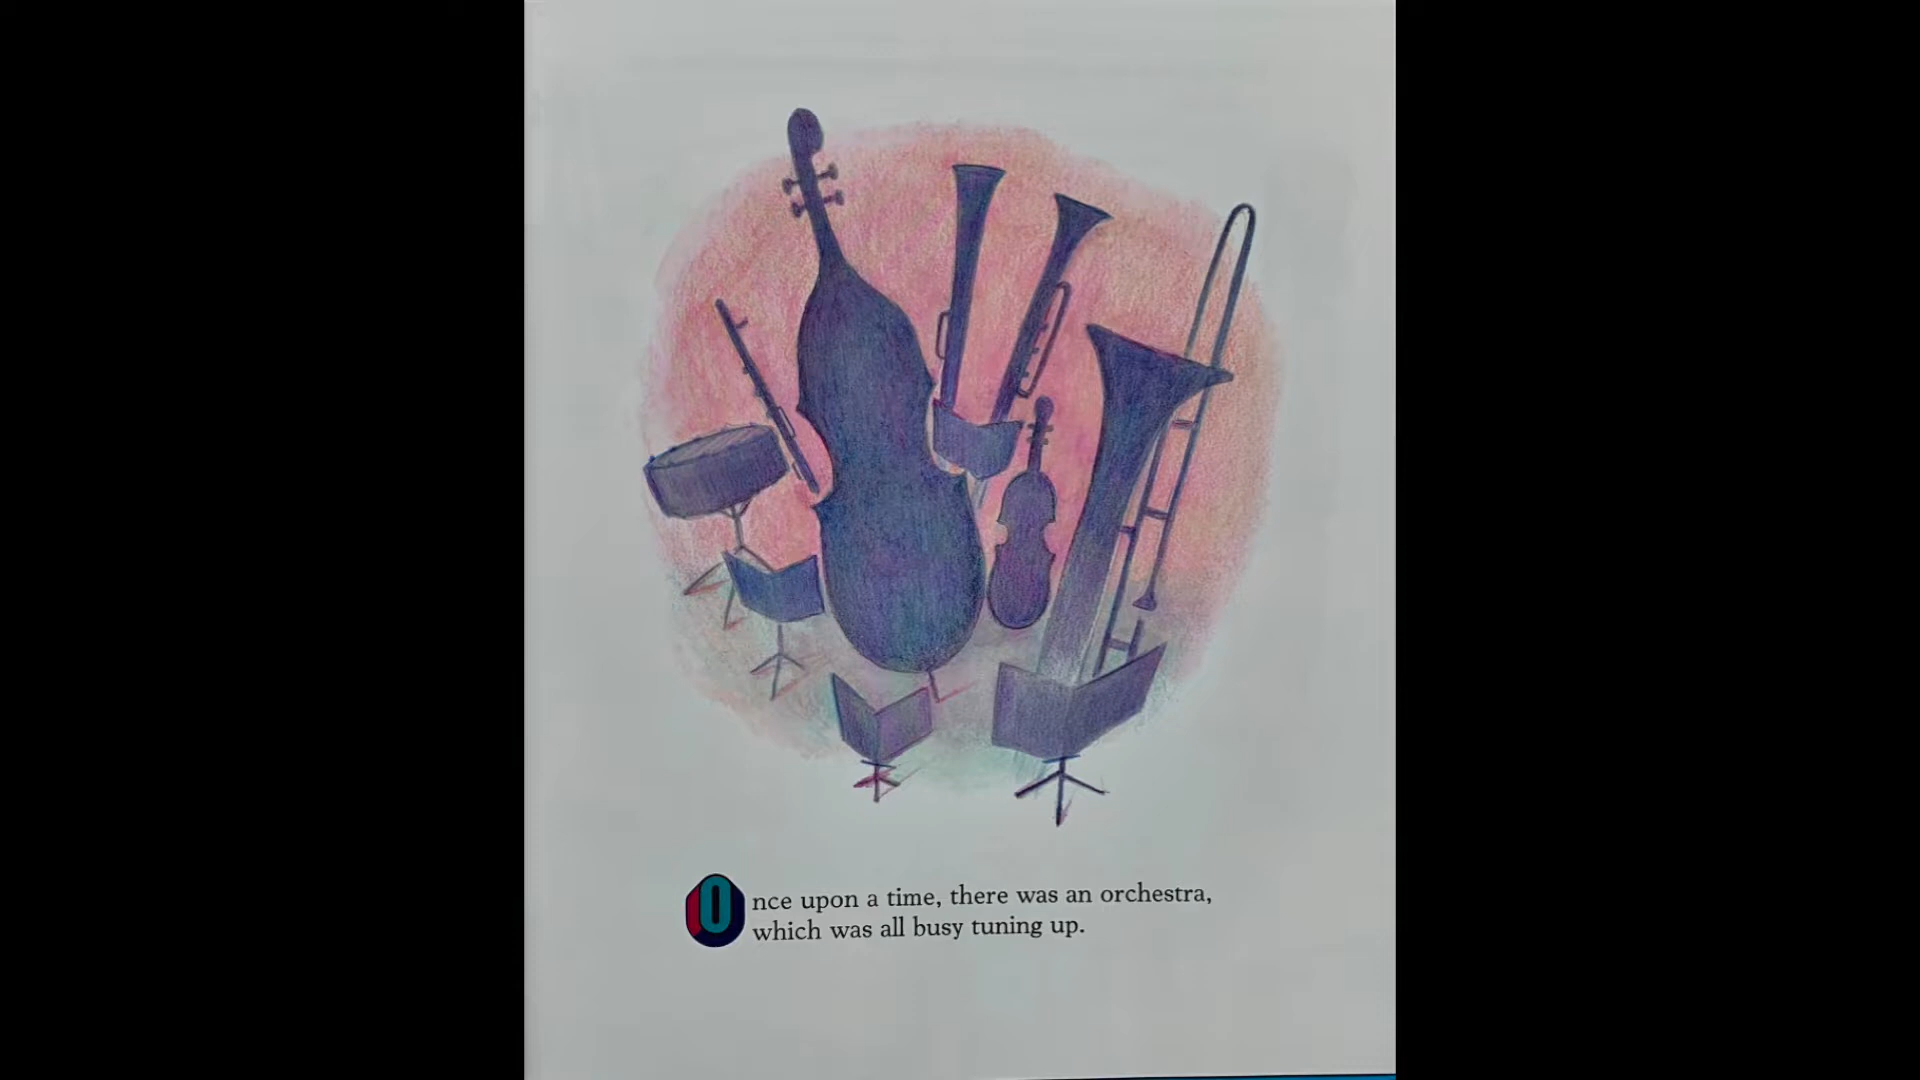 Once upon a time, there was an orchestra,
which was all busy tuning up.